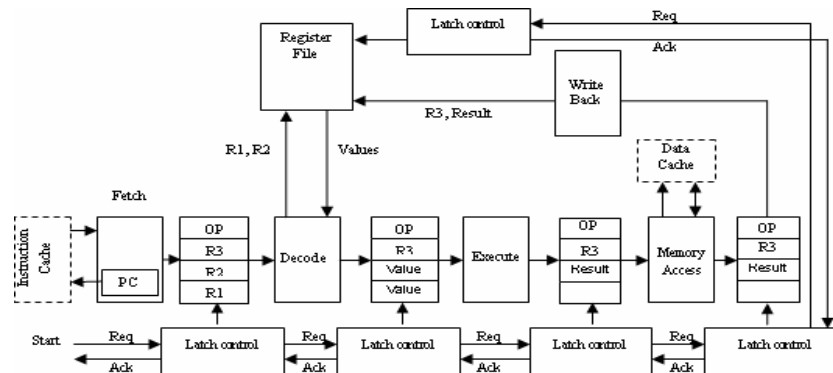 Latch control
Req
Ack
Register
File
Write
Back
R3, Result
R1, R2
Values
Data
Cache
Fetch
Instruction
Cache
PC
OP
R3
R2
R1
Decode
OP
R3
Value
Value
Execute
OP
R3
Result
Memory
Access
OP
R3
Result
Start
Req
Ack
Latch control
Req
Ack
Latch control
Req
Ack
Latch control
Req
Ack
Latch control